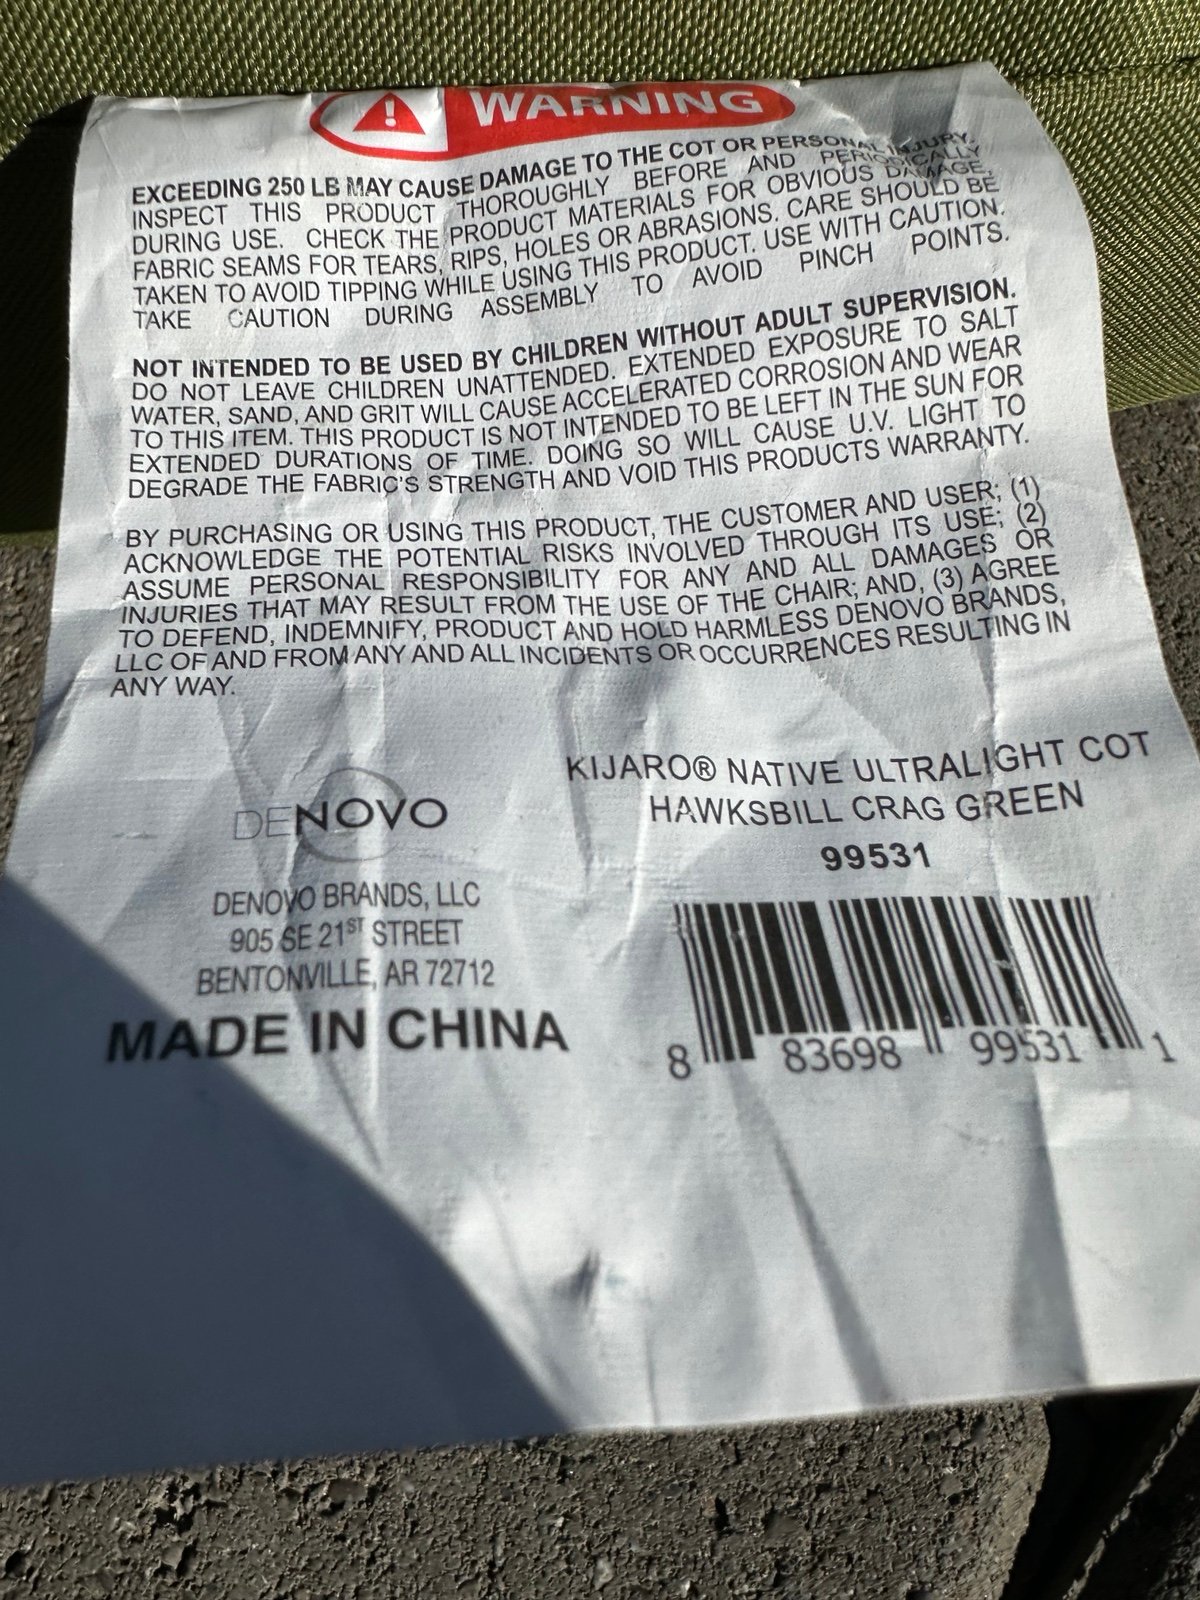 WARNING
EXCEEDING 250 LB MAY CAUSE DAMAGE TO THE COT OR PERSONAL INJURY.
INSPECT THIS PRODUCT THOROUGHLY BEFORE AND PERIODICALLY
DURING USE. CHECK THE PRODUCT MATERIALS FOR OBVIOUS DAMAGE,
FABRIC SEAMS FOR TEARS, RIPS, HOLES OR ABRASIONS. CARE SHOULD BE
TAKEN TO AVOID TIPPING WHILE USING THIS PRODUCT. USE WITH CAUTION.
TAKE CAUTION DURING ASSEMBLY TO AVOID PINCH POINTS.
NOT INTENDED TO BE USED BY CHILDREN WITHOUT ADULT SUPERVISION.
DO NOT LEAVE CHILDREN UNATTENDED. EXTENDED EXPOSURE TO SALT
WATER, SAND, AND GRIT WILL CAUSE ACCELERATED CORROSION AND WEAR
TO THIS ITEM. THIS PRODUCT IS NOT INTENDED TO BE LEFT IN THE SUN FOR
EXTENDED DURATIONS OF TIME. DOING SO WILL CAUSE U.V. LIGHT TO
DEGRADE THE FABRIC'S STRENGTH AND VOID THIS PRODUCTS WARRANTY.
BY PURCHASING OR USING THIS PRODUCT, THE CUSTOMER AND USER; (1)
ACKNOWLEDGE THE POTENTIAL RISKS INVOLVED THROUGH ITS USE; (2)
ASSUME PERSONAL RESPONSIBILITY FOR ANY AND ALL DAMAGES OR
INJURIES THAT MAY RESULT FROM THE USE OF THE CHAIR; AND, (3) AGREE
TO DEFEND, INDEMNIFY, PRODUCT AND HOLD HARMLESS DENOVO BRANDS,
LLC OF AND FROM ANY AND ALL INCIDENTS OR OCCURRENCES RESULTING IN
ANY WAY.
KIJARO® NATIVE ULTRALIGHT COT
HAWKSBILL CRAG GREEN
99531
DENOVO
DENOVO BRANDS, LLC
905 SE 21ST STREET
BENTONVILLE, AR 72712
MADE IN CHINA
8 83698 99531 1